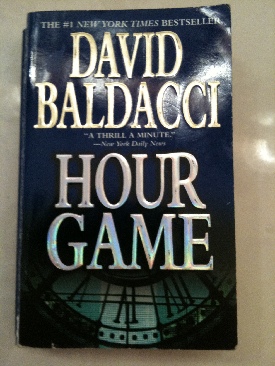 THE #1 NEW YORK TIMES BESTSELLER
DAVID
BALDACCI
"A THRILL A MINUTE."
—New York Daily News
HOUR
GAME